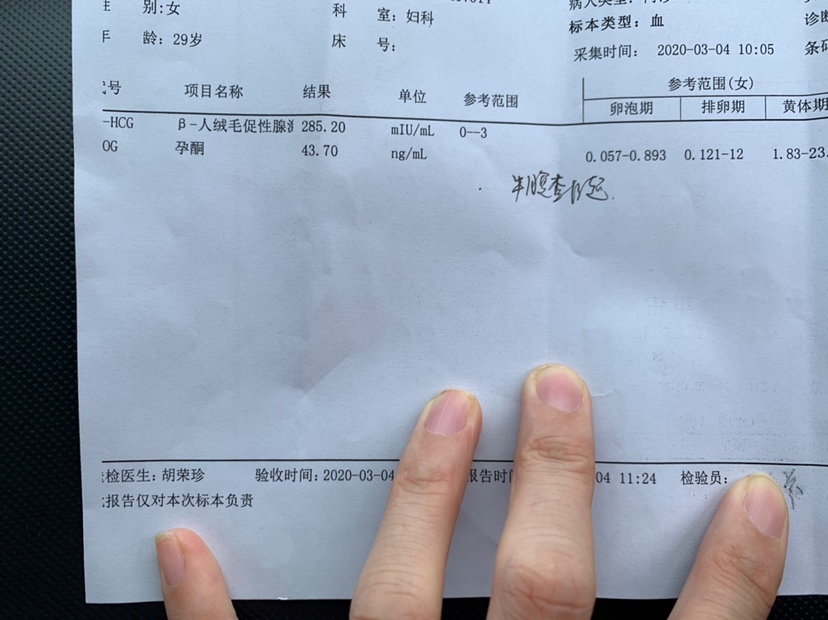 别:女 科 室: 妇科
龄: 29岁 床 号: 标本类型: 血
采集时间: 2020-03-04 10:05
号 项目名称 结果 单位 参考范围 参考范围(女)
卵泡期 排卵期 黄体期
-HCG β-人绒毛促性腺 285.20 mIU/mL 0--3
OG 孕酮 43.70 ng/mL 0.057-0.893 0.121-12 1.83-23.
检医生: 胡荣珍 验收时间: 2020-03-04 报告时间 04 11:24 检验员:
报告仅对本次标本负责